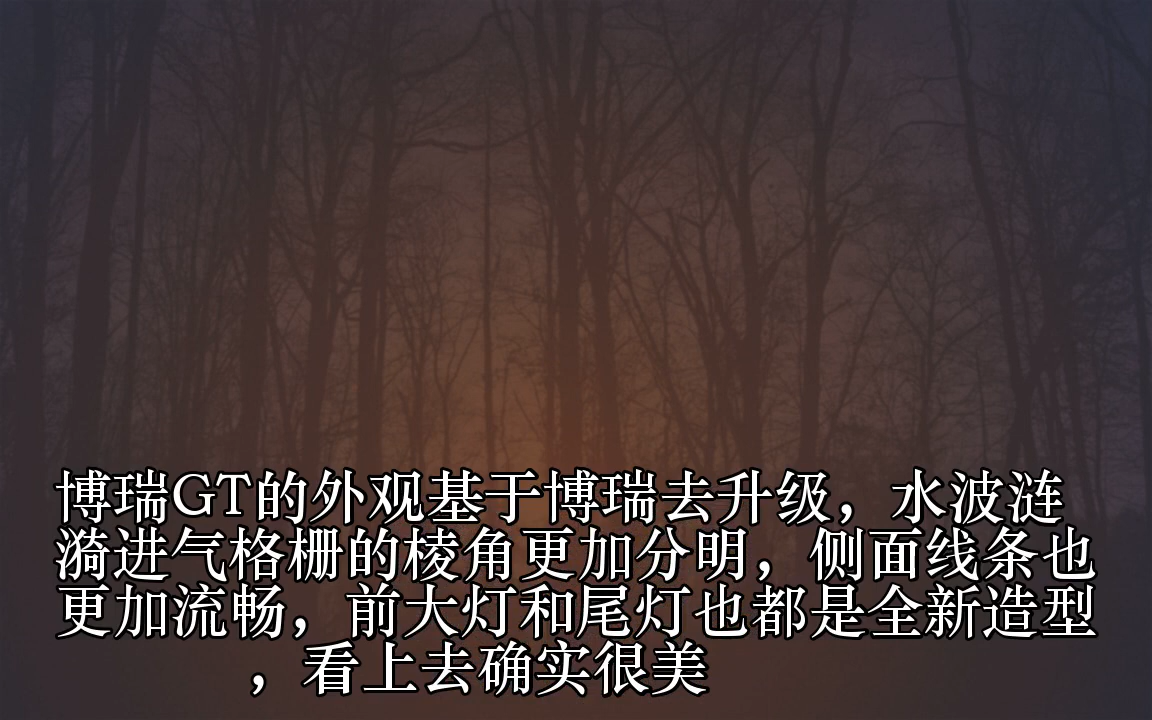 博瑞GT的外观基于博瑞去升级，水波涟
漪进气格栅的棱角更加分明，侧面线条也
更加流畅，前大灯和尾灯也都是全新造型
，看上去确实很美